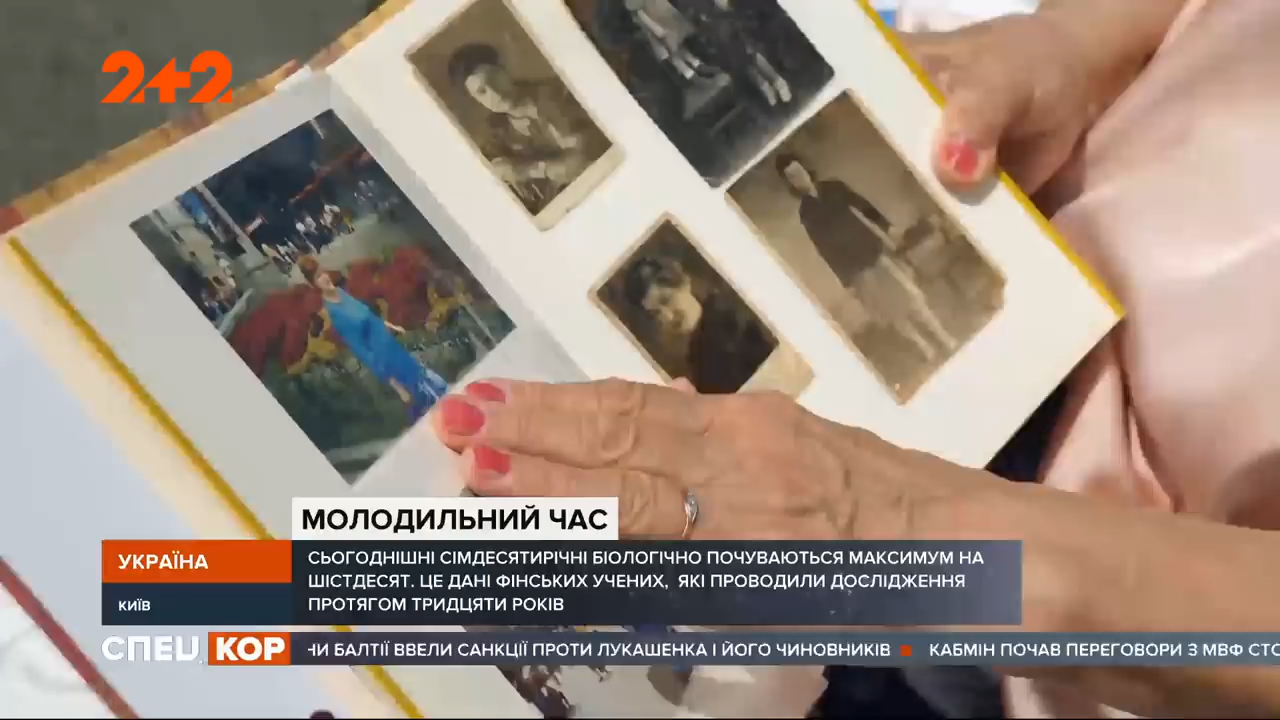 2+2
МОЛОДИЛЬНИЙ ЧАС
УКРАЇНА
КИЇВ
СЬОГОДНІШНІ СІМДЕСЯТИРІЧНІ БІОЛОГІЧНО ПОЧУВАЮТЬСЯ МАКСИМУМ НА
ШІСТДЕСЯТ. ЦЕ ДАНІ ФІНСЬКИХ УЧЕНИХ, ЯКІ ПРОВОДИЛИ ДОСЛІДЖЕННЯ
ПРОТЯГОМ ТРИДЦЯТИ РОКІВ
СПЕЦ КОР
БАЛТІЇ ВВЕЛИ САНКЦІЇ ПРОТИ ЛУКАШЕНКА І ЙОГО ЧИНОВНИКІВ ■ КАБМІН ПОЧАВ ПЕРЕГОВОРИ З МВФ